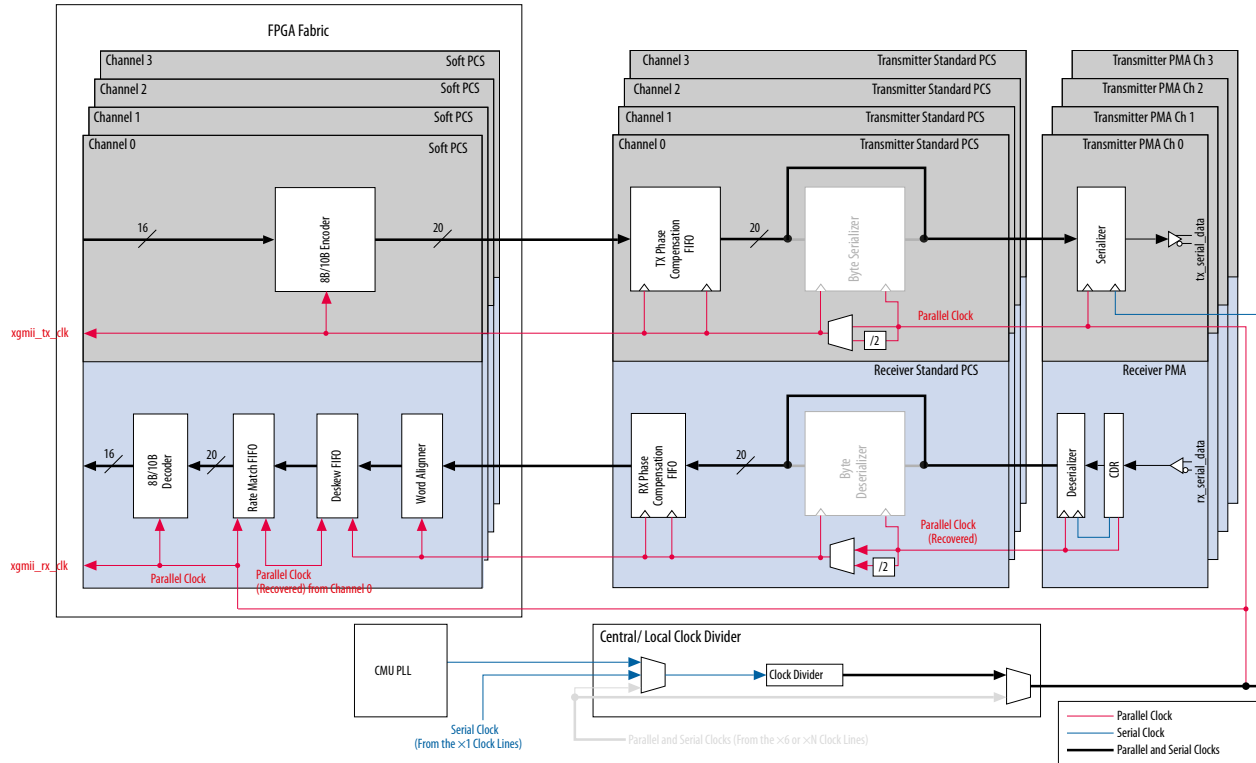 FPGA Fabric
Channel 3
Soft PCS
Channel 2
Soft PCS
Channel 1
Soft PCS
Channel 0
Soft PCS
16
8B/10B Encoder
20
xgmii_tx_clk
16
8B/10B
Decoder
20
Rate Match FIFO
Deskew FIFO
Word Aligner
xgmii_rx_clk
Parallel Clock
Parallel Clock
(Recovered) from Channel 0
Channel 3
Transmitter Standard PCS
Channel 2
Transmitter Standard PCS
Channel 1
Transmitter Standard PCS
Channel 0
Transmitter Standard PCS
TX Phase
Compensation
FIFO
20
Byte Serializer
/2
Parallel Clock
Receiver Standard PCS
RX Phase
Compensation
FIFO
20
Byte
Deserializer
/2
Parallel Clock
(Recovered)
Transmitter PMA Ch 3
Transmitter PMA Ch 2
Transmitter PMA Ch 1
Transmitter PMA Ch 0
Serializer
tx_serial_data
Receiver PMA
Deserializer
CDR
rx_serial_data
CMU PLL
Central/ Local Clock Divider
Clock Divider
Serial Clock
(From the ×1 Clock Lines)
Parallel and Serial Clocks (From the ×6 or ×N Clock Lines)
Parallel Clock
Serial Clock
Parallel and Serial Clocks